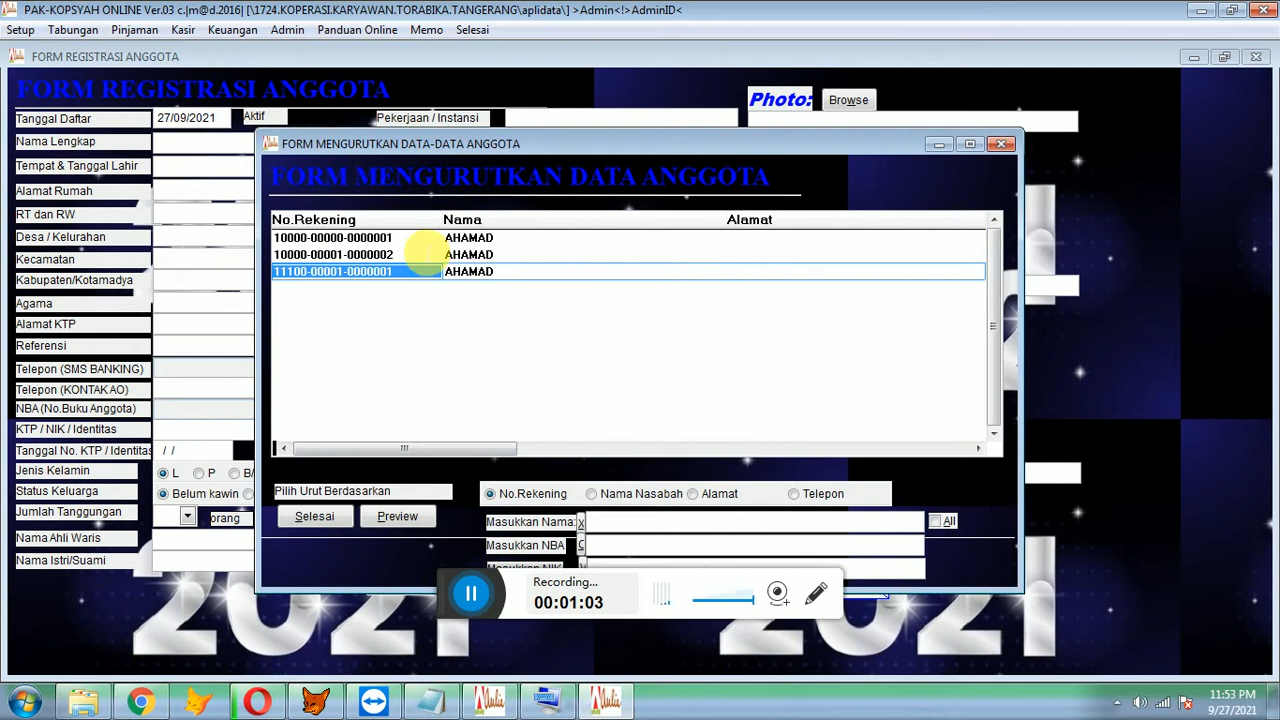 PAK-KOPSYAH ONLINE Ver.03 c.|m@d.2016| [\1724.KOPERASI.KARYAWAN.TORABIKA.TANGERANG\aplidata\] >Admin<!>AdminID<
Setup Tabungan Pinjaman Kasir Keuangan Admin Panduan Online Memo Selesai
FORM REGISTRASI ANGGOTA
FORM REGISTRASI ANGGOTA
Photo: Browse
Tanggal Daftar 27/09/2021 Aktif Pekerjaan / Instansi
Nama Lengkap
Tempat & Tanggal Lahir
Alamat Rumah
RT dan RW
Desa / Kelurahan
Kecamatan
Kabupaten/Kotamadya
Agama
Alamat KTP
Referensi
Telepon (SMS BANKING)
Telepon (KONTAK AO)
NBA (No.Buku Anggota)
KTP / NIK / Identitas
Tanggal No. KTP / Identitas / /
Jenis Kelamin L P B/
Status Keluarga Belum kawin
Jumlah Tanggungan orang
Nama Ahli Waris
Nama Istri/Suami
FORM MENGURUTKAN DATA-DATA ANGGOTA
FORM MENGURUTKAN DATA ANGGOTA
No.Rekening Nama Alamat
10000-00000-0000001 AHAMAD
10000-00001-0000002 AHAMAD
11100-00001-0000001 AHAMAD
Pilih Urut Berdasarkan No.Rekening Nama Nasabah Alamat Telepon
Selesai Preview
Masukkan Nama: X All
Masukkan NBA C
Masukkan NIK
Recording...
00:01:03
2021 2021
11:53 PM
9/27/2021